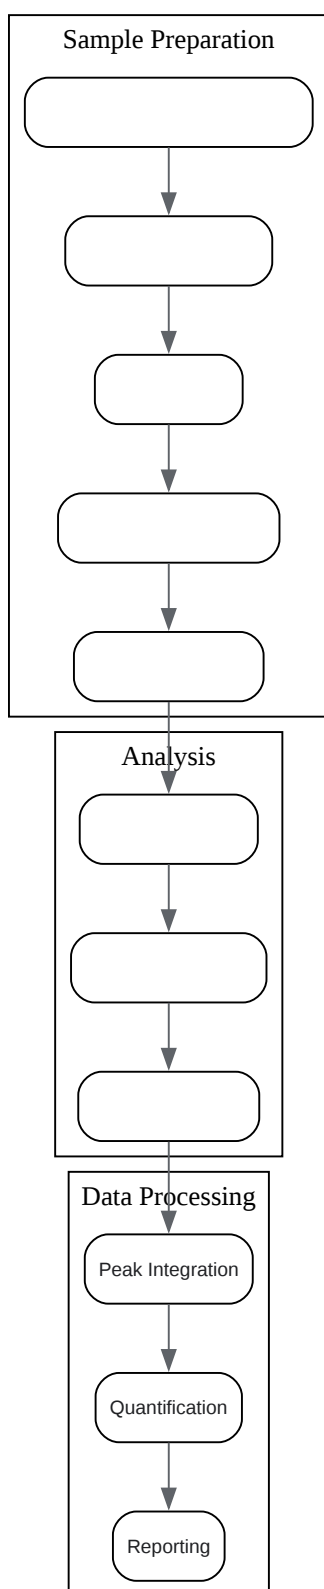 Sample Preparation
Analysis
Data Processing
Peak Integration
Quantification
Reporting